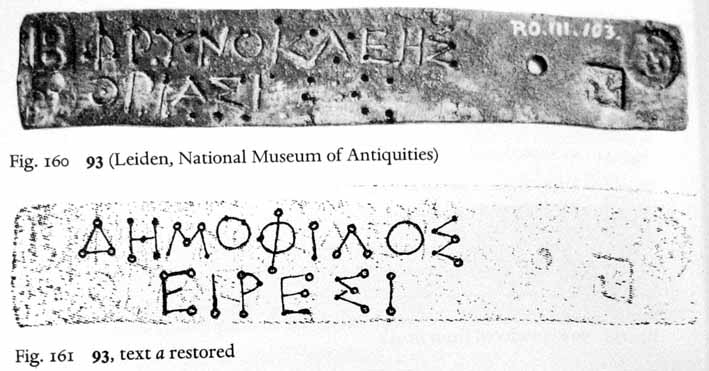 ΦΡΥΝΟΚΛΕΗΣ RO.III.103.
ΘΡΙΑΣΙ
Fig. 160 93 (Leiden, National Museum of Antiquities)
ΔΗΜΟΦΙΛΟΣ
ΕΙΡΕΣΙ
Fig. 161 93, text a restored